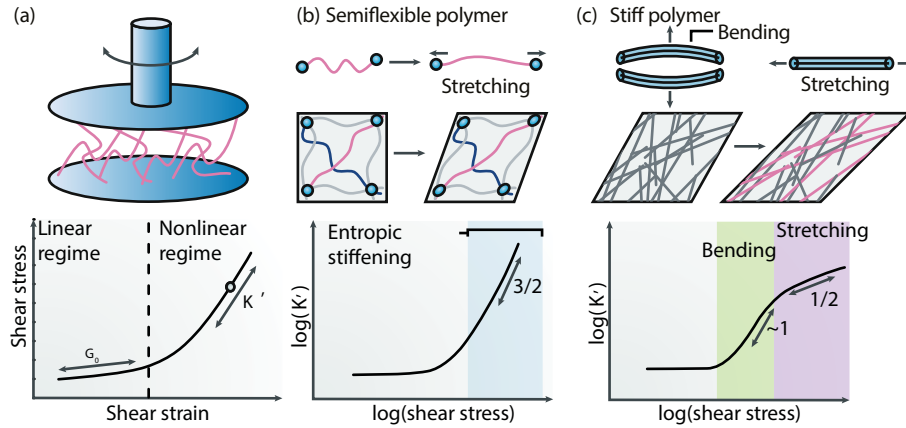 (a)
(b) Semiflexible polymer
(c) Stiff polymer
Bending
Stretching
Stretching
Linear
regime
Nonlinear
regime
Shear stress
G₀
K ′
Shear strain
Entropic
stiffening
3/2
log(K′)
log(shear stress)
Bending
Stretching
~1
1/2
log(K′)
log(shear stress)